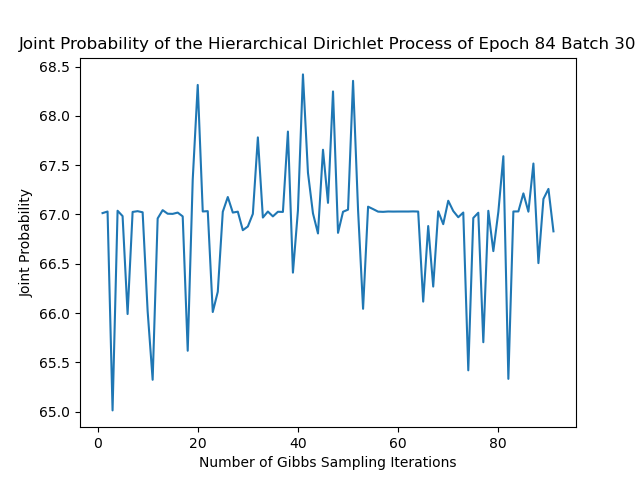 Joint Probability of the Hierarchical Dirichlet Process of Epoch 84 Batch 30
68.5
68.0
67.5
67.0
66.5
66.0
65.5
65.0
Joint Probability
0 20 40 60 80
Number of Gibbs Sampling Iterations